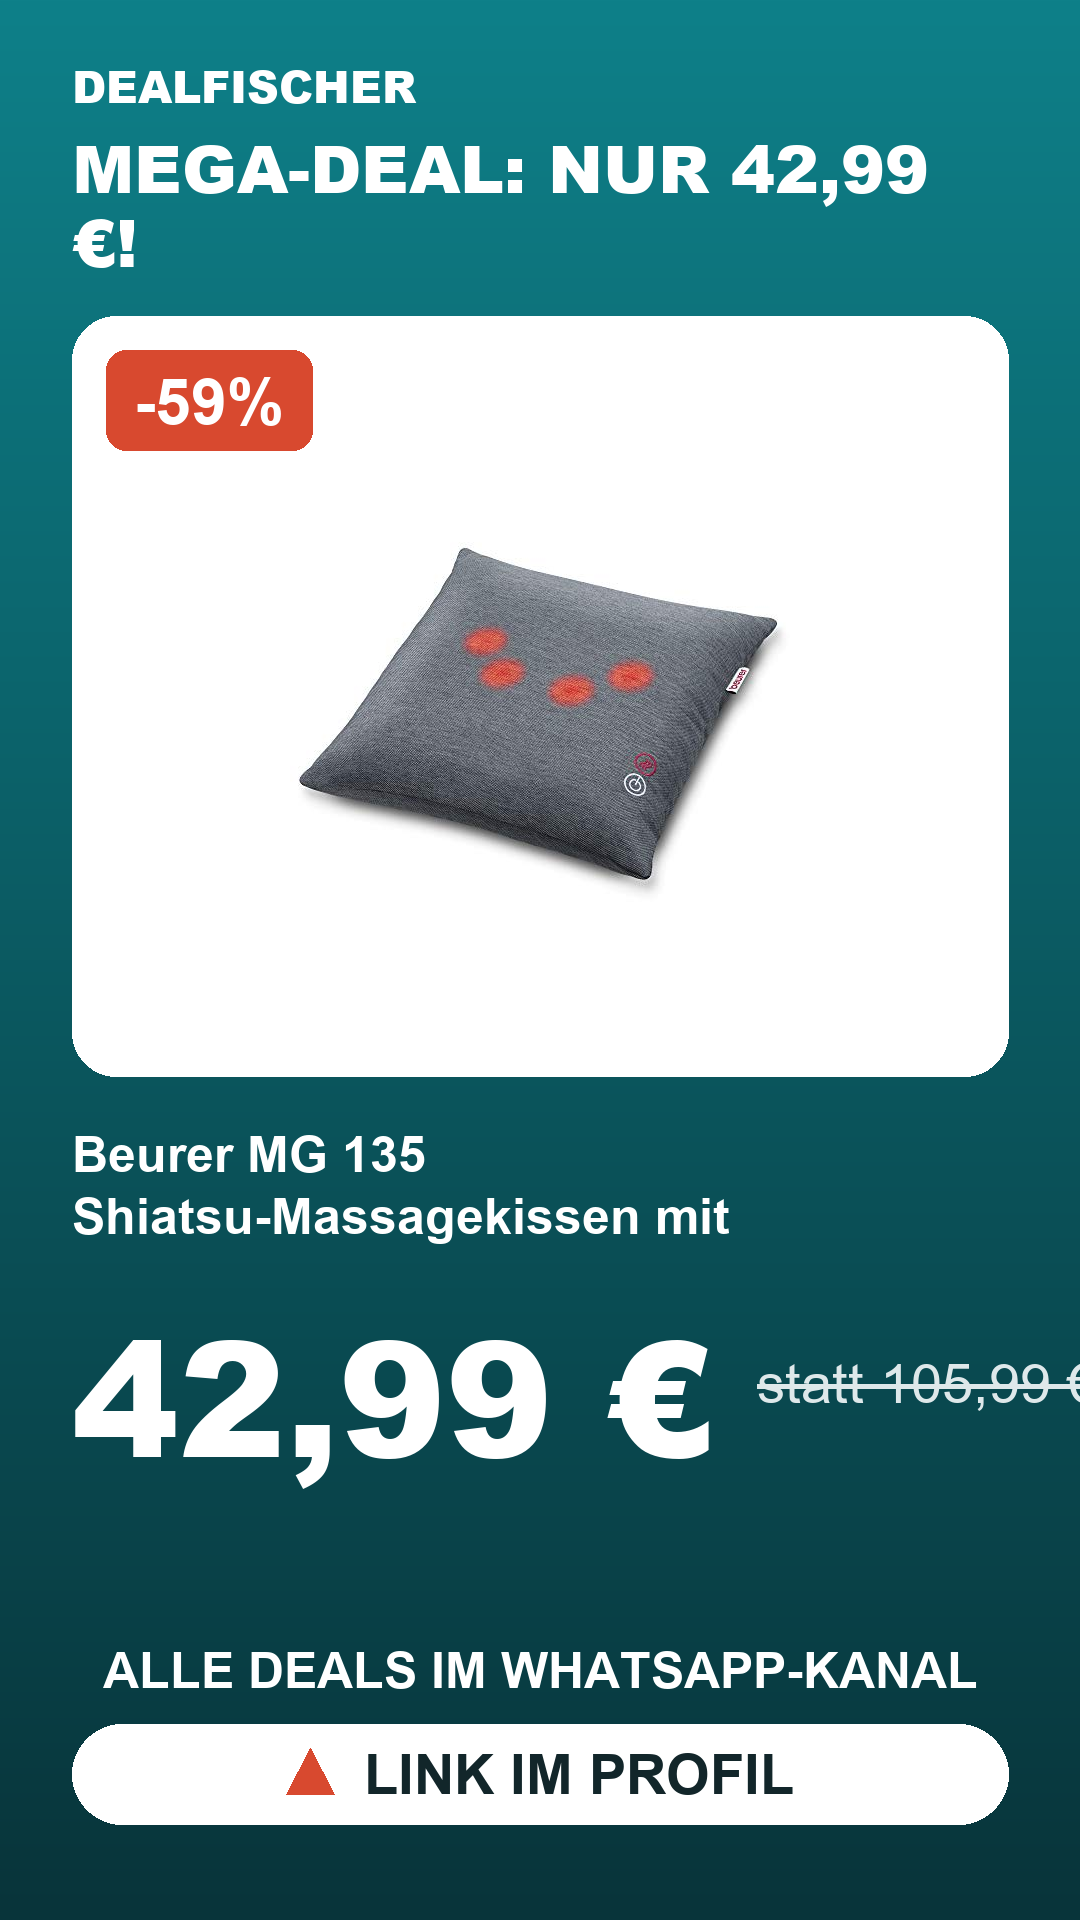 DEALFISCHER
MEGA-DEAL: NUR 42,99
€!
-59%
beurer
Beurer MG 135
Shiatsu-Massagekissen mit
42,99 € statt 105,99 €
ALLE DEALS IM WHATSAPP-KANAL
LINK IM PROFIL